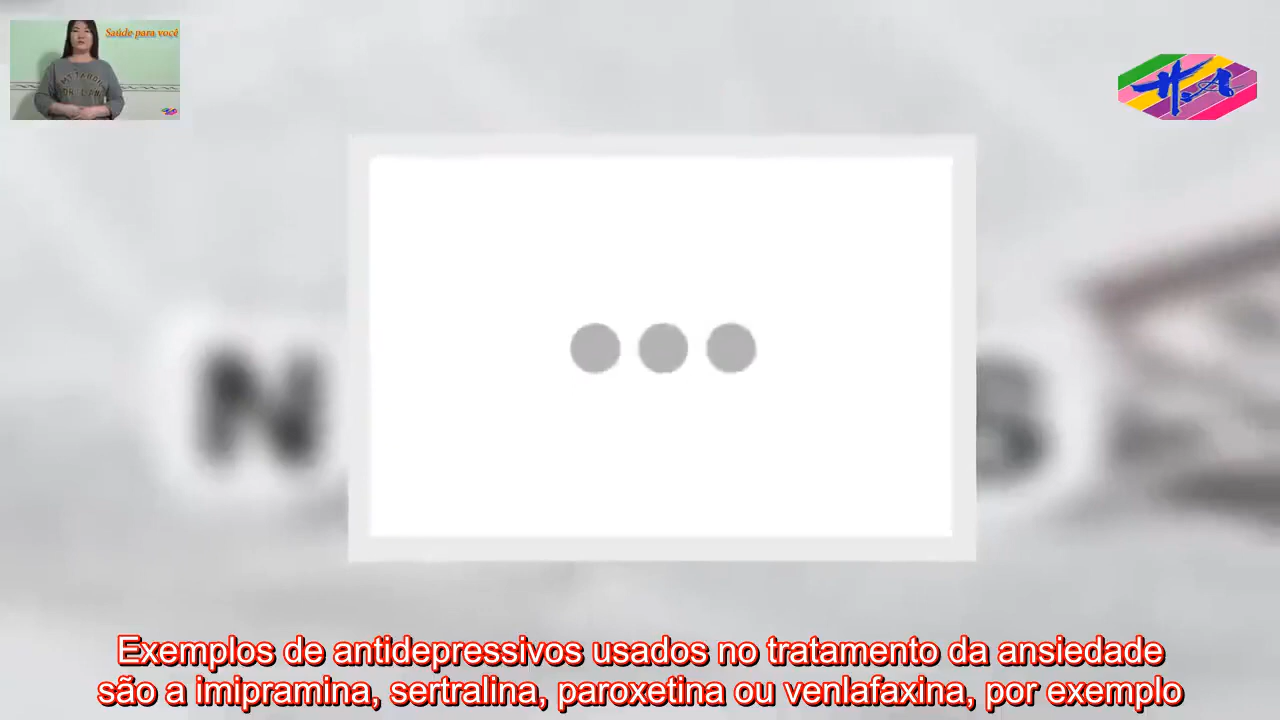 Saúde para você
H.A
N
S
Exemplos de antidepressivos usados no tratamento da ansiedade
são a imipramina, sertralina, paroxetina ou venlafaxina, por exemplo